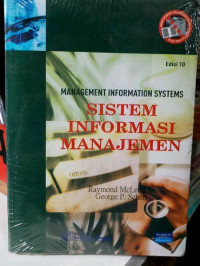 Edisi 10
MANAGEMENT INFORMATION SYSTEMS
SISTEM
INFORMASI
MANAJEMEN
Raymond McLeod
George P. Schell